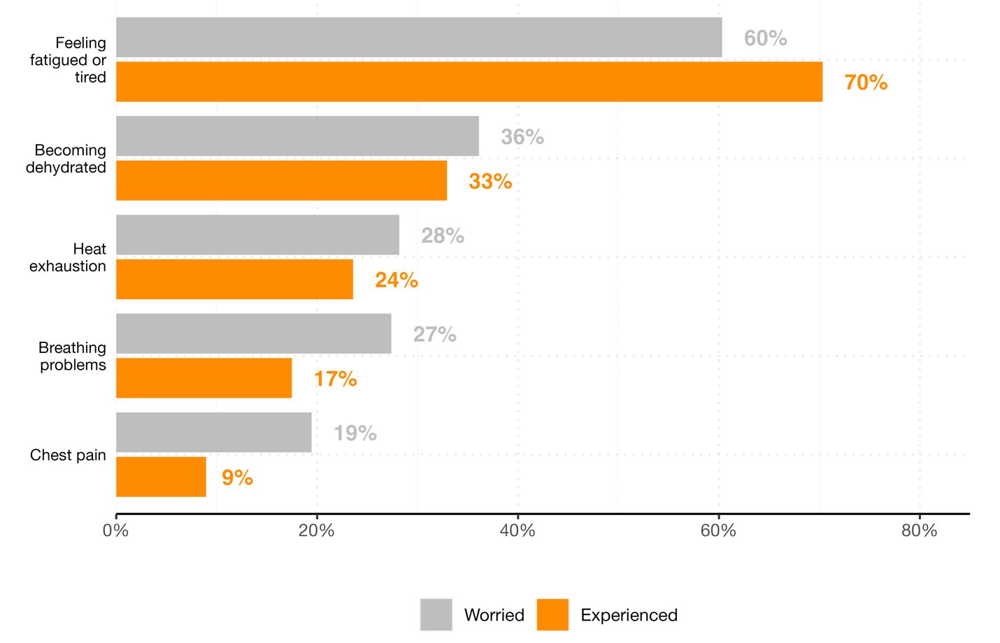 Feeling
fatigued or
tired
60%
70%
Becoming
dehydrated
36%
33%
Heat
exhaustion
28%
24%
Breathing
problems
27%
17%
Chest pain
19%
9%
0% 20% 40% 60% 80%
Worried Experienced